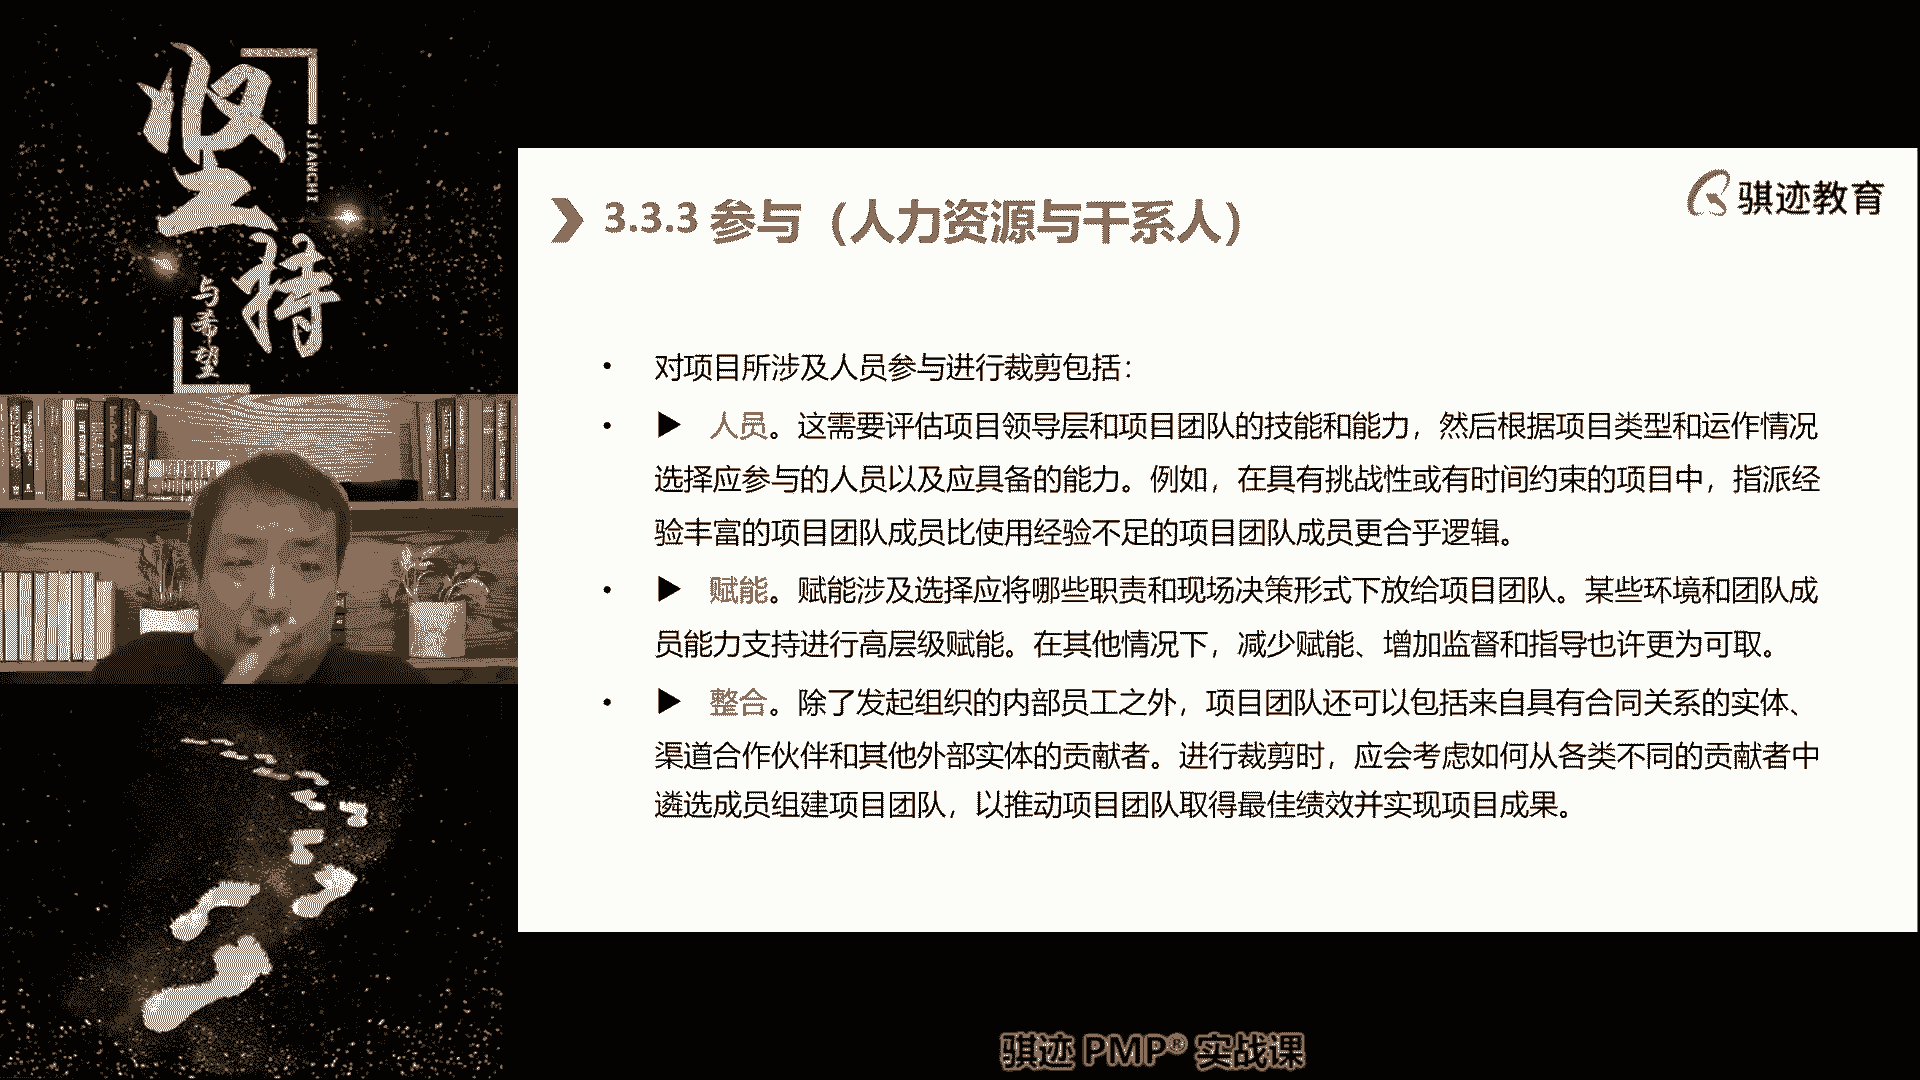 坚持
JIANCHI
与希望
骐迹教育
3.3.3 参与（人力资源与干系人）
• 对项目所涉及人员参与进行裁剪包括：
• ▶ 人员。这需要评估项目领导层和项目团队的技能和能力，然后根据项目类型和运作情况
选择应参与的人员以及应具备的能力。例如，在具有挑战性或有时间约束的项目中，指派经
验丰富的项目团队成员比使用经验不足的项目团队成员更合乎逻辑。
• ▶ 赋能。赋能涉及选择应将哪些职责和现场决策形式下放给项目团队。某些环境和团队成
员能力支持进行高层级赋能。在其他情况下，减少赋能、增加监督和指导也许更为可取。
• ▶ 整合。除了发起组织的内部员工之外，项目团队还可以包括来自具有合同关系的实体、
渠道合作伙伴和其他外部实体的贡献者。进行裁剪时，应会考虑如何从各类不同的贡献者中
遴选成员组建项目团队，以推动项目团队取得最佳绩效并实现项目成果。
骐迹 PMP® 实战课